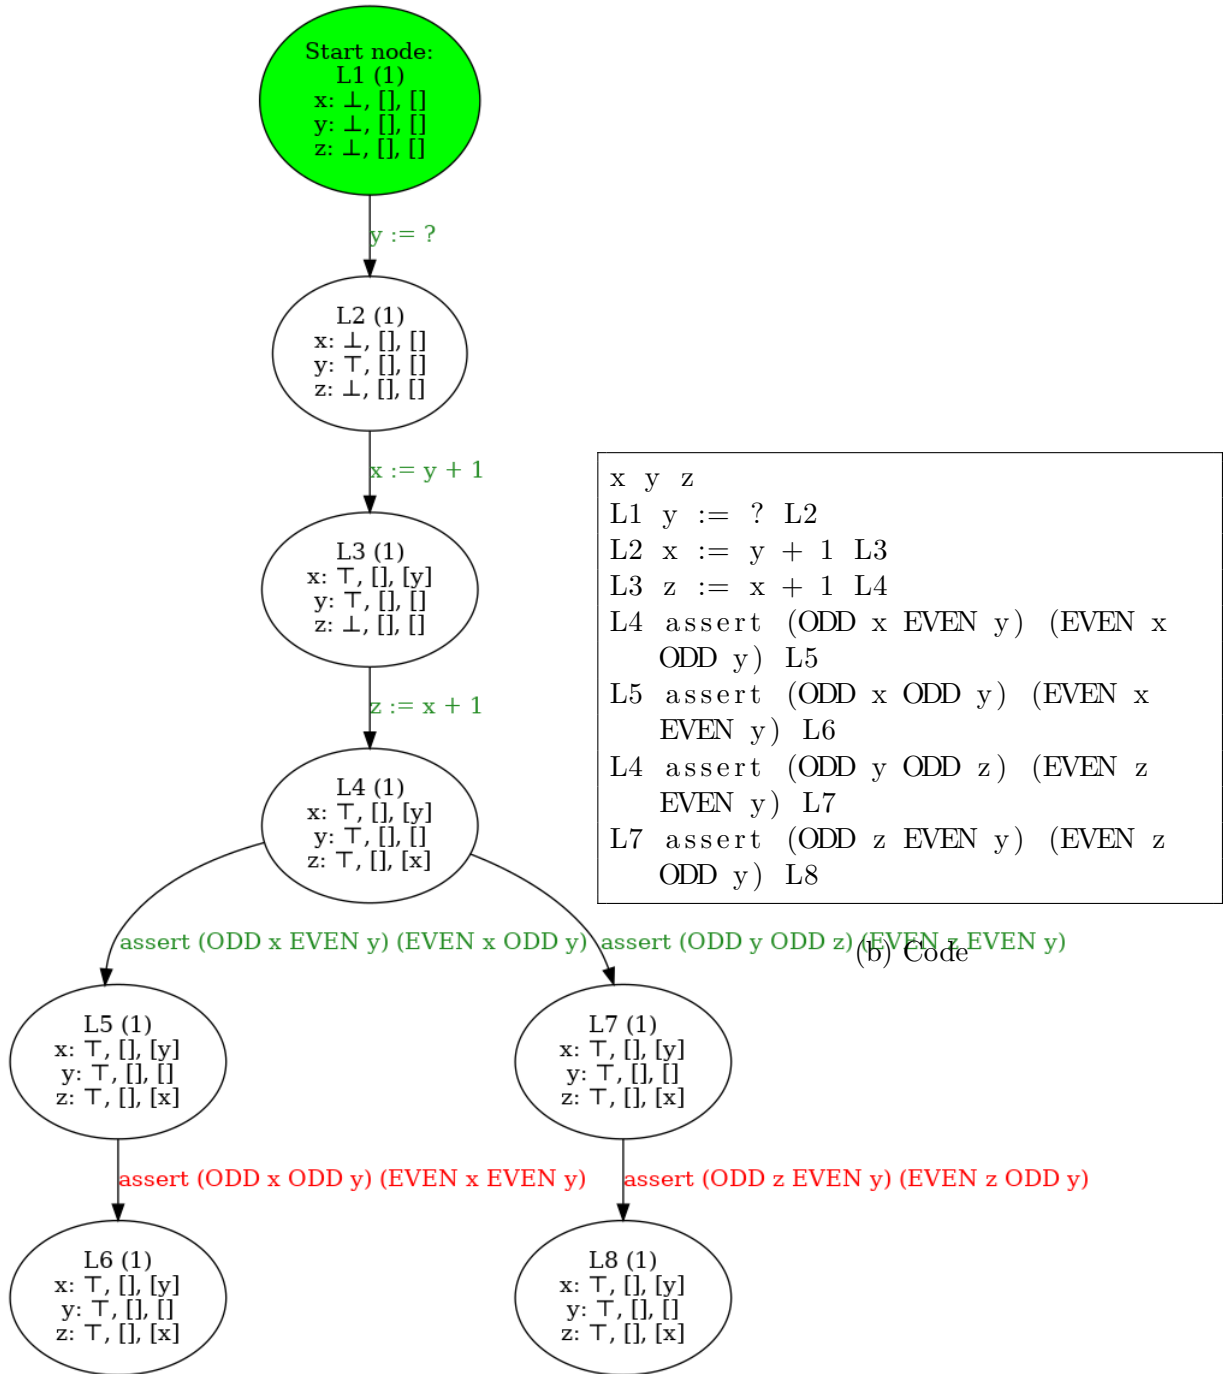 Start node:
L1 (1)
x: ⊥, [], []
y: ⊥, [], []
z: ⊥, [], []
y := ?
L2 (1)
x: ⊥, [], []
y: ⊤, [], []
z: ⊥, [], []
x := y + 1
L3 (1)
x: ⊤, [], [y]
y: ⊤, [], []
z: ⊥, [], []
z := x + 1
L4 (1)
x: ⊤, [], [y]
y: ⊤, [], []
z: ⊤, [], [x]
assert (ODD x EVEN y) (EVEN x ODD y)
assert (ODD y ODD z) (EVEN z EVEN y)
L5 (1)
x: ⊤, [], [y]
y: ⊤, [], []
z: ⊤, [], [x]
L7 (1)
x: ⊤, [], [y]
y: ⊤, [], []
z: ⊤, [], [x]
assert (ODD x ODD y) (EVEN x EVEN y)
assert (ODD z EVEN y) (EVEN z ODD y)
L6 (1)
x: ⊤, [], [y]
y: ⊤, [], []
z: ⊤, [], [x]
L8 (1)
x: ⊤, [], [y]
y: ⊤, [], []
z: ⊤, [], [x]
x y z
L1 y := ? L2
L2 x := y + 1 L3
L3 z := x + 1 L4
L4 assert (ODD x EVEN y) (EVEN x
ODD y) L5
L5 assert (ODD x ODD y) (EVEN x
EVEN y) L6
L4 assert (ODD y ODD z) (EVEN z
EVEN y) L7
L7 assert (ODD z EVEN y) (EVEN z
ODD y) L8
(b) Code